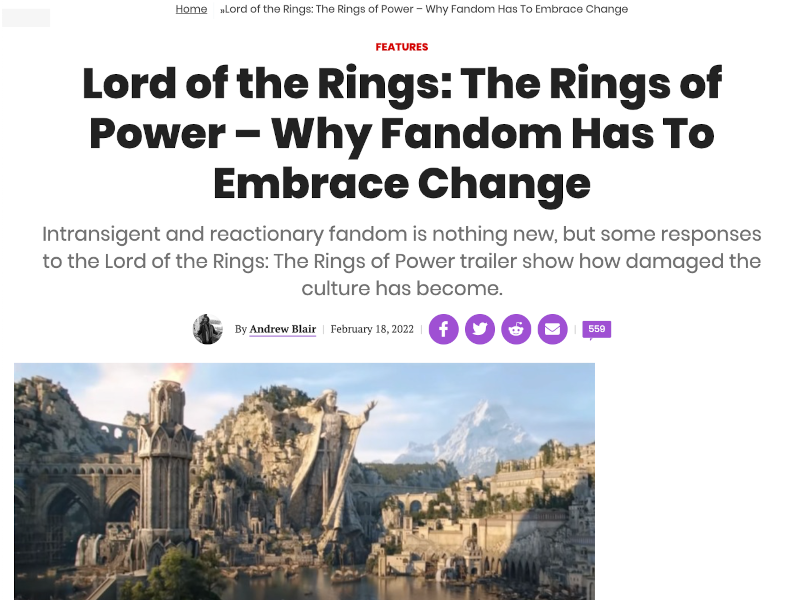 Home »Lord of the Rings: The Rings of Power – Why Fandom Has To Embrace Change
FEATURES
Lord of the Rings: The Rings of
Power – Why Fandom Has To
Embrace Change
Intransigent and reactionary fandom is nothing new, but some responses
to the Lord of the Rings: The Rings of Power trailer show how damaged the
culture has become.
By Andrew Blair | February 18, 2022 | | 559